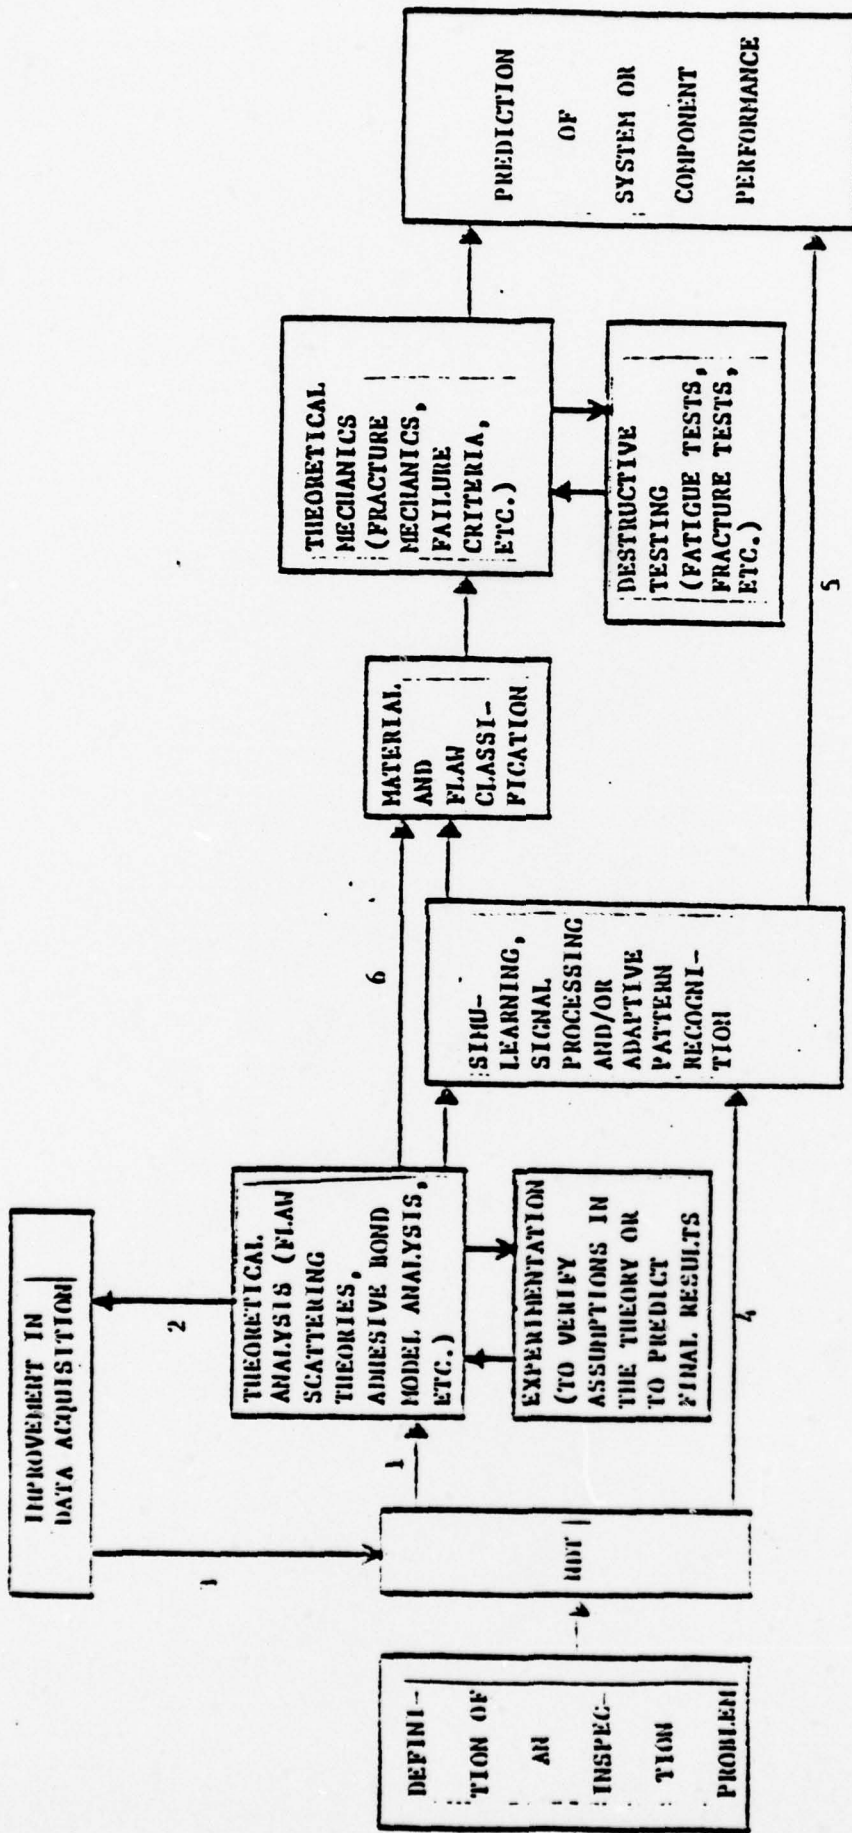 DEFINI-
TION OF
AN
INSPEC-
TION
PROBLEM
NDT
IMPROVEMENT IN
DATA ACQUISITION
1
2
THEORETICAL
ANALYSIS (FLAW
SCATTERING
THEORIES,
ADHESIVE BOND
MODEL ANALYSIS,
ETC.)
EXPERIMENTATION
(TO VERIFY
ASSUMPTIONS IN
THE THEORY OR
TO PREDICT
FINAL RESULTS
4
6
SIMU-
LEARNING,
SIGNAL
PROCESSING
AND/OR
ADAPTIVE
PATTERN
RECOGNI-
TION
MATERIAL
AND
FLAW
CLASSI-
FICATION
THEORETICAL
MECHANICS
(FRACTURE
MECHANICS,
FAILURE
CRITERIA,
ETC.)
DESTRUCTIVE
TESTING
(FATIGUE TESTS,
FRACTURE TESTS,
ETC.)
5
PREDICTION
OF
SYSTEM OR
COMPONENT
PERFORMANCE